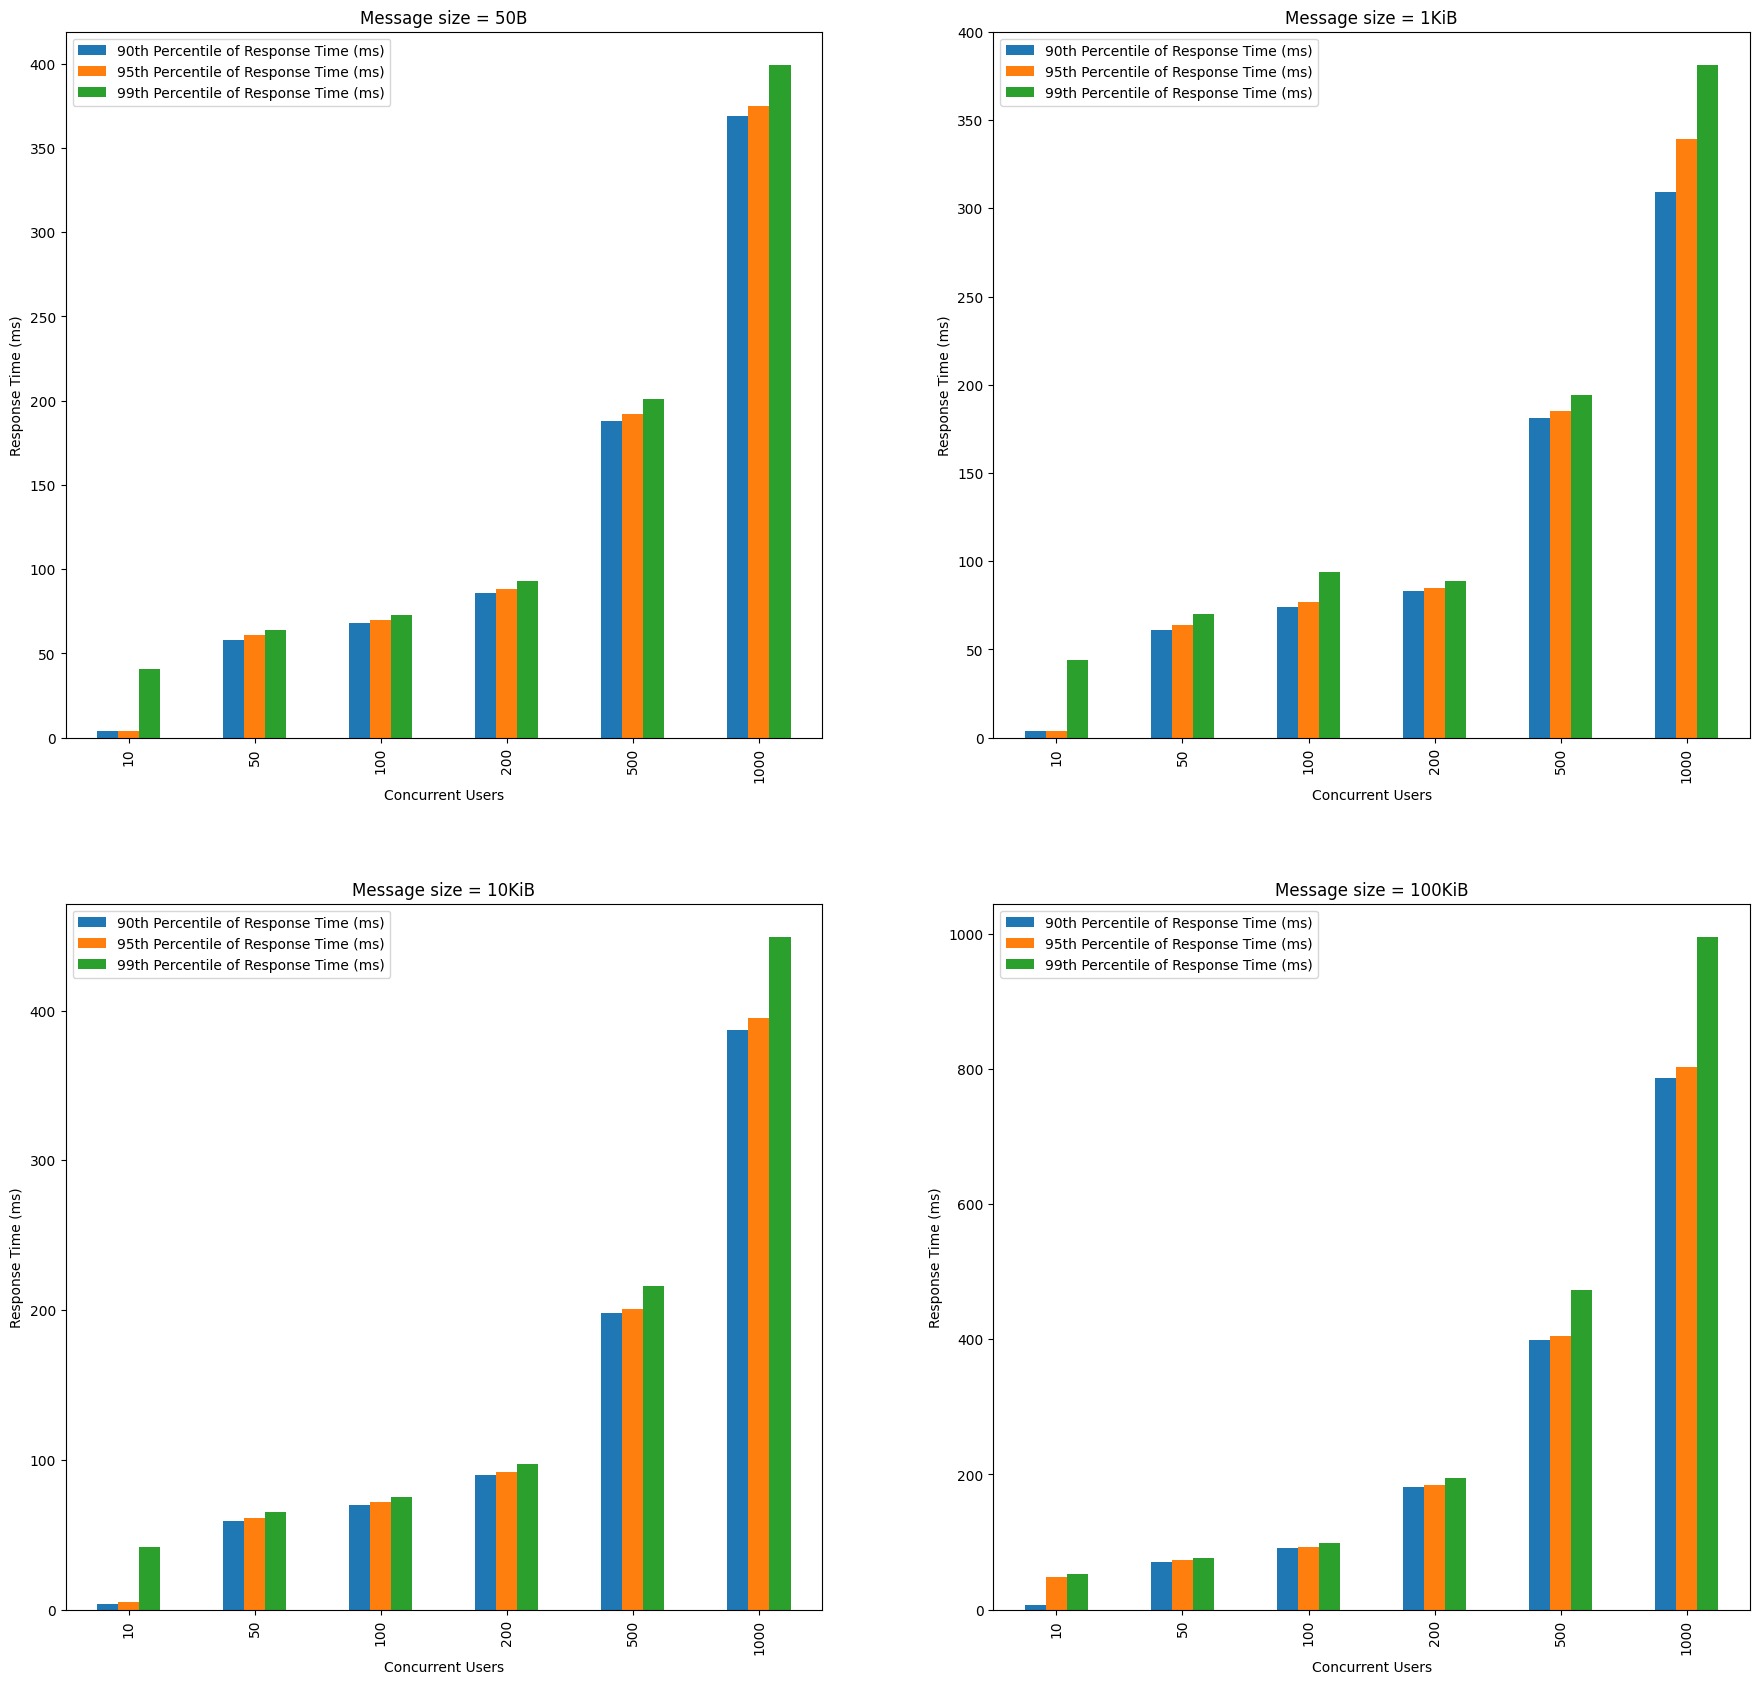 Message size = 50B
90th Percentile of Response Time (ms)
95th Percentile of Response Time (ms)
99th Percentile of Response Time (ms)
400
350
300
250
200
150
100
50
0
Response Time (ms)
10
50
100
200
500
1000
Concurrent Users
Message size = 1KiB
90th Percentile of Response Time (ms)
95th Percentile of Response Time (ms)
99th Percentile of Response Time (ms)
400
350
300
250
200
150
100
50
0
Response Time (ms)
10
50
100
200
500
1000
Concurrent Users
Message size = 10KiB
90th Percentile of Response Time (ms)
95th Percentile of Response Time (ms)
99th Percentile of Response Time (ms)
400
300
200
100
0
Response Time (ms)
10
50
100
200
500
1000
Concurrent Users
Message size = 100KiB
90th Percentile of Response Time (ms)
95th Percentile of Response Time (ms)
99th Percentile of Response Time (ms)
1000
800
600
400
200
0
Response Time (ms)
10
50
100
200
500
1000
Concurrent Users